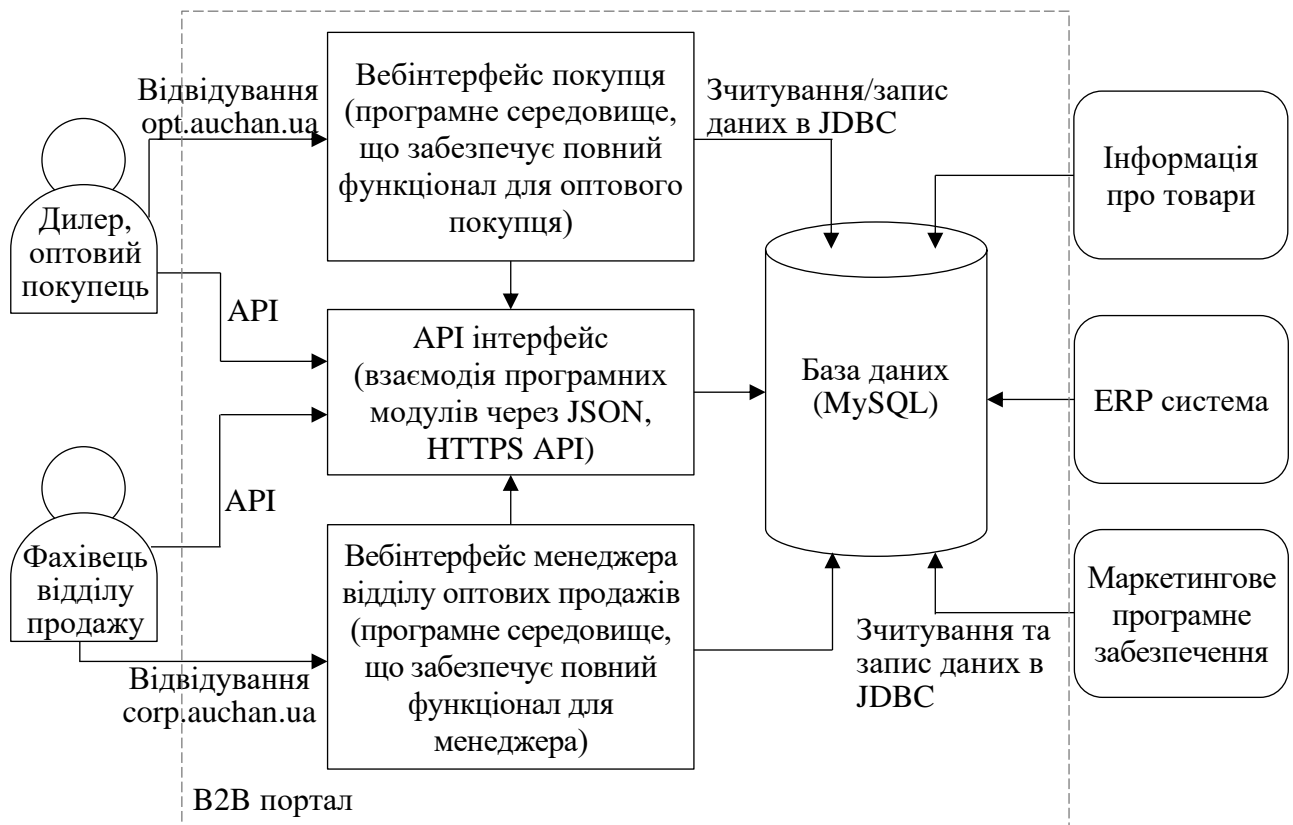 Відвідування
opt.auchan.ua
Вебінтерфейс покупця
(програмне середовище,
що забезпечує повний
функціонал для оптового
покупця)
Зчитування/запис
даних в JDBC
Інформація
про товари
Дилер,
оптовий
покупець
API
API інтерфейс
(взаємодія програмних
модулів через JSON,
HTTPS API)
База даних
(MySQL)
ERP система
API
Фахівець
відділу
продажу
Відвідування
corp.auchan.ua
Вебінтерфейс менеджера
відділу оптових продажів
(програмне середовище,
що забезпечує повний
функціонал для
менеджера)
Зчитування та
запис даних в
JDBC
Маркетингове
програмне
забезпечення
B2B портал